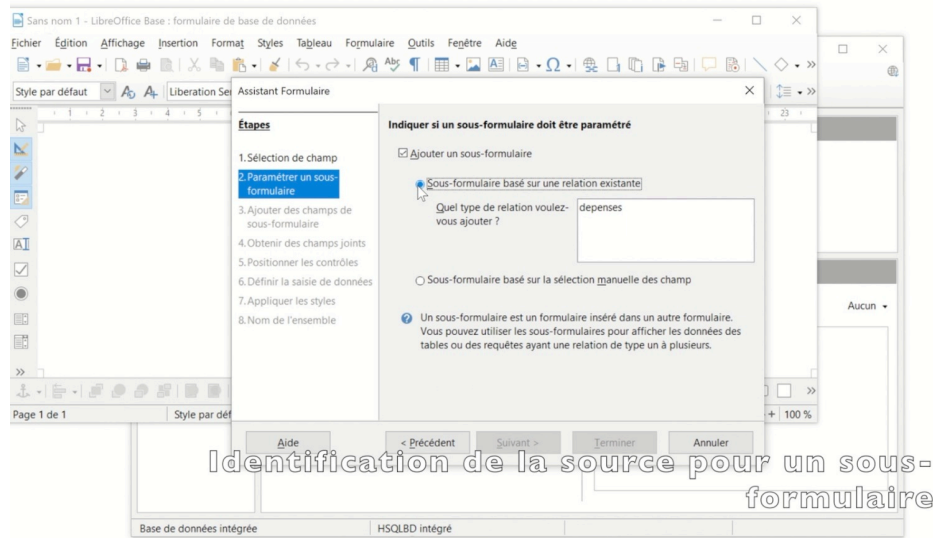 Sans nom 1 - LibreOffice Base : formulaire de base de données
Fichier Édition Affichage Insertion Format Styles Tableau Formulaire Outils Fenêtre Aide
Style par défaut
Liberation Se
Assistant Formulaire
Étapes
1. Sélection de champ
2. Paramétrer un sous-
formulaire
3. Ajouter des champs de
sous-formulaire
4. Obtenir des champs joints
5. Positionner les contrôles
6. Définir la saisie de données
7. Appliquer les styles
8. Nom de l'ensemble
Indiquer si un sous-formulaire doit être paramétré
Ajouter un sous-formulaire
Sous-formulaire basé sur une relation existante
Quel type de relation voulez-
vous ajouter ?
depenses
Sous-formulaire basé sur la sélection manuelle des champ
Un sous-formulaire est un formulaire inséré dans un autre formulaire.
Vous pouvez utiliser les sous-formulaires pour afficher les données des
tables ou des requêtes ayant une relation de type un à plusieurs.
Aucun
Page 1 de 1
Style par déf
100 %
Aide
< Précédent
Suivant >
Terminer
Annuler
Identification de la source pour un sous-
formulaire
Base de données intégrée
HSQLBD intégré